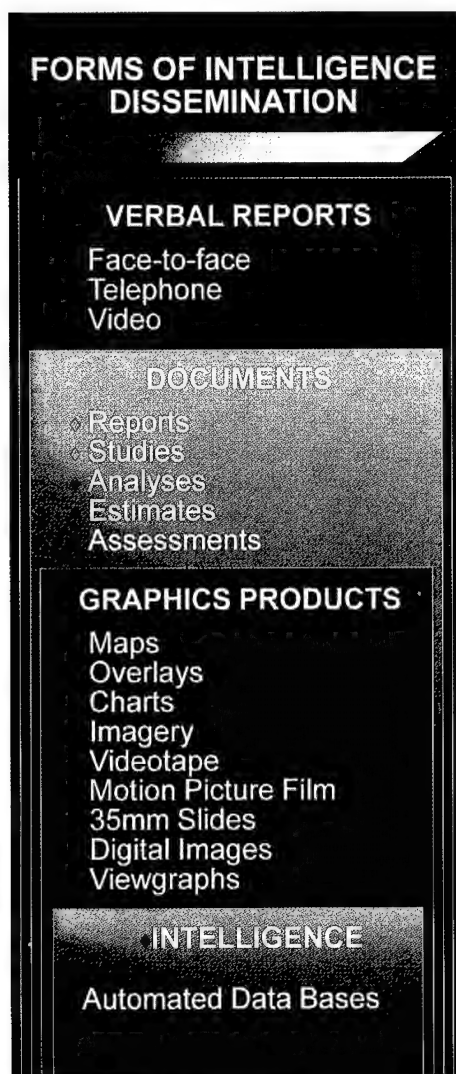 FORMS OF INTELLIGENCE
DISSEMINATION
VERBAL REPORTS
Face-to-face
Telephone
Video
DOCUMENTS
Reports
Studies
Analyses
Estimates
Assessments
GRAPHICS PRODUCTS
Maps
Overlays
Charts
Imagery
Videotape
Motion Picture Film
35mm Slides
Digital Images
Viewgraphs
INTELLIGENCE
Automated Data Bases